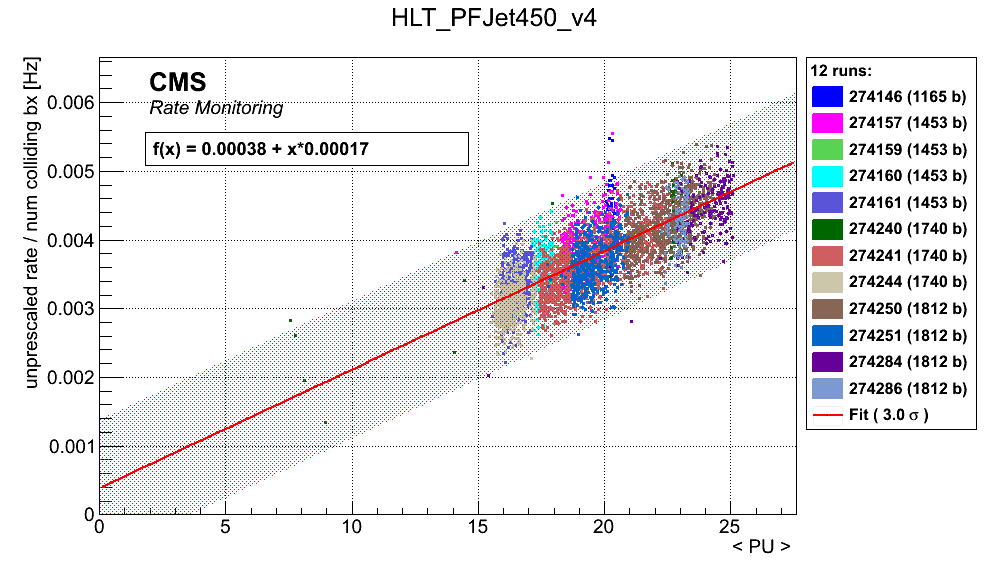 HLT_PFJet450_v4
unprescaled rate / num colliding bx [Hz]
CMS
Rate Monitoring
f(x) = 0.00038 + x*0.00017
0.006
0.005
0.004
0.003
0.002
0.001
0
0 5 10 15 20 25
< PU >
12 runs:
274146 (1165 b)
274157 (1453 b)
274159 (1453 b)
274160 (1453 b)
274161 (1453 b)
274240 (1740 b)
274241 (1740 b)
274244 (1740 b)
274250 (1812 b)
274251 (1812 b)
274284 (1812 b)
274286 (1812 b)
Fit ( 3.0 σ )